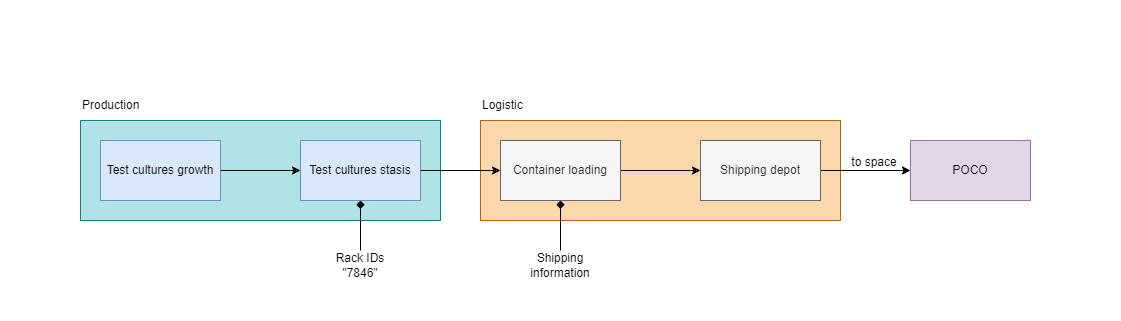 Production
Logistic
Test cultures growth
Test cultures stasis
Container loading
Shipping depot
to space
POCO
Rack IDs
"7846"
Shipping
information